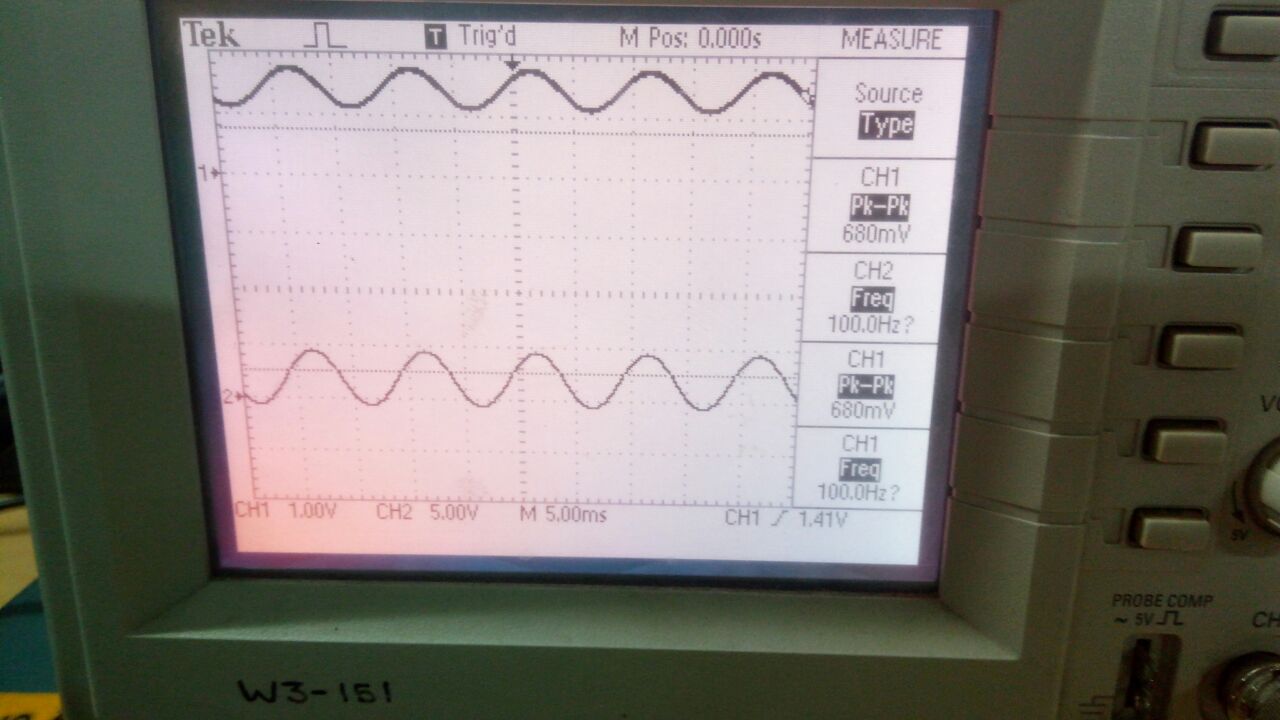 Tek T Trig'd M Pos: 0.000s MEASURE
Source
Type
1
CH1
Pk-Pk
680mV
CH2
Freq
100.0Hz?
2
CH1
Pk-Pk
680mV
CH1
Freq
100.0Hz?
CH1 1.00V CH2 5.00V M 5.00ms CH1 1.41V
5V
PROBE COMP
~ 5V
W3-151